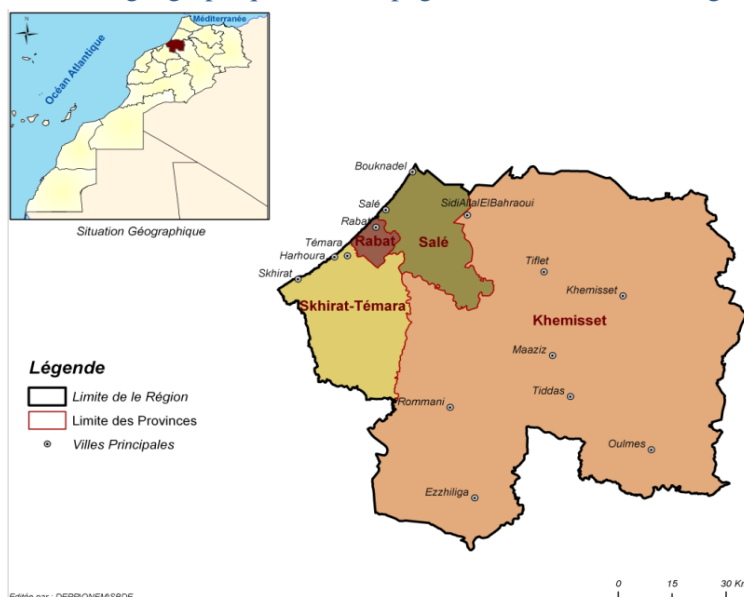 Méditerranée
Océan Atlantique
Situation Géographique
Bouknadel
Salé
SidiAllalElBahraoui
Rabat
Rabat
Salé
Témara
Harhoura
Tiflet
Skhirat
Khemisset
Skhirat-Témara
Khemisset
Maaziz
Légende
Limite de le Région
Tiddas
Limite des Provinces
Rommani
Villes Principales
Oulmes
Ezzhiliga
0 15 30 Km